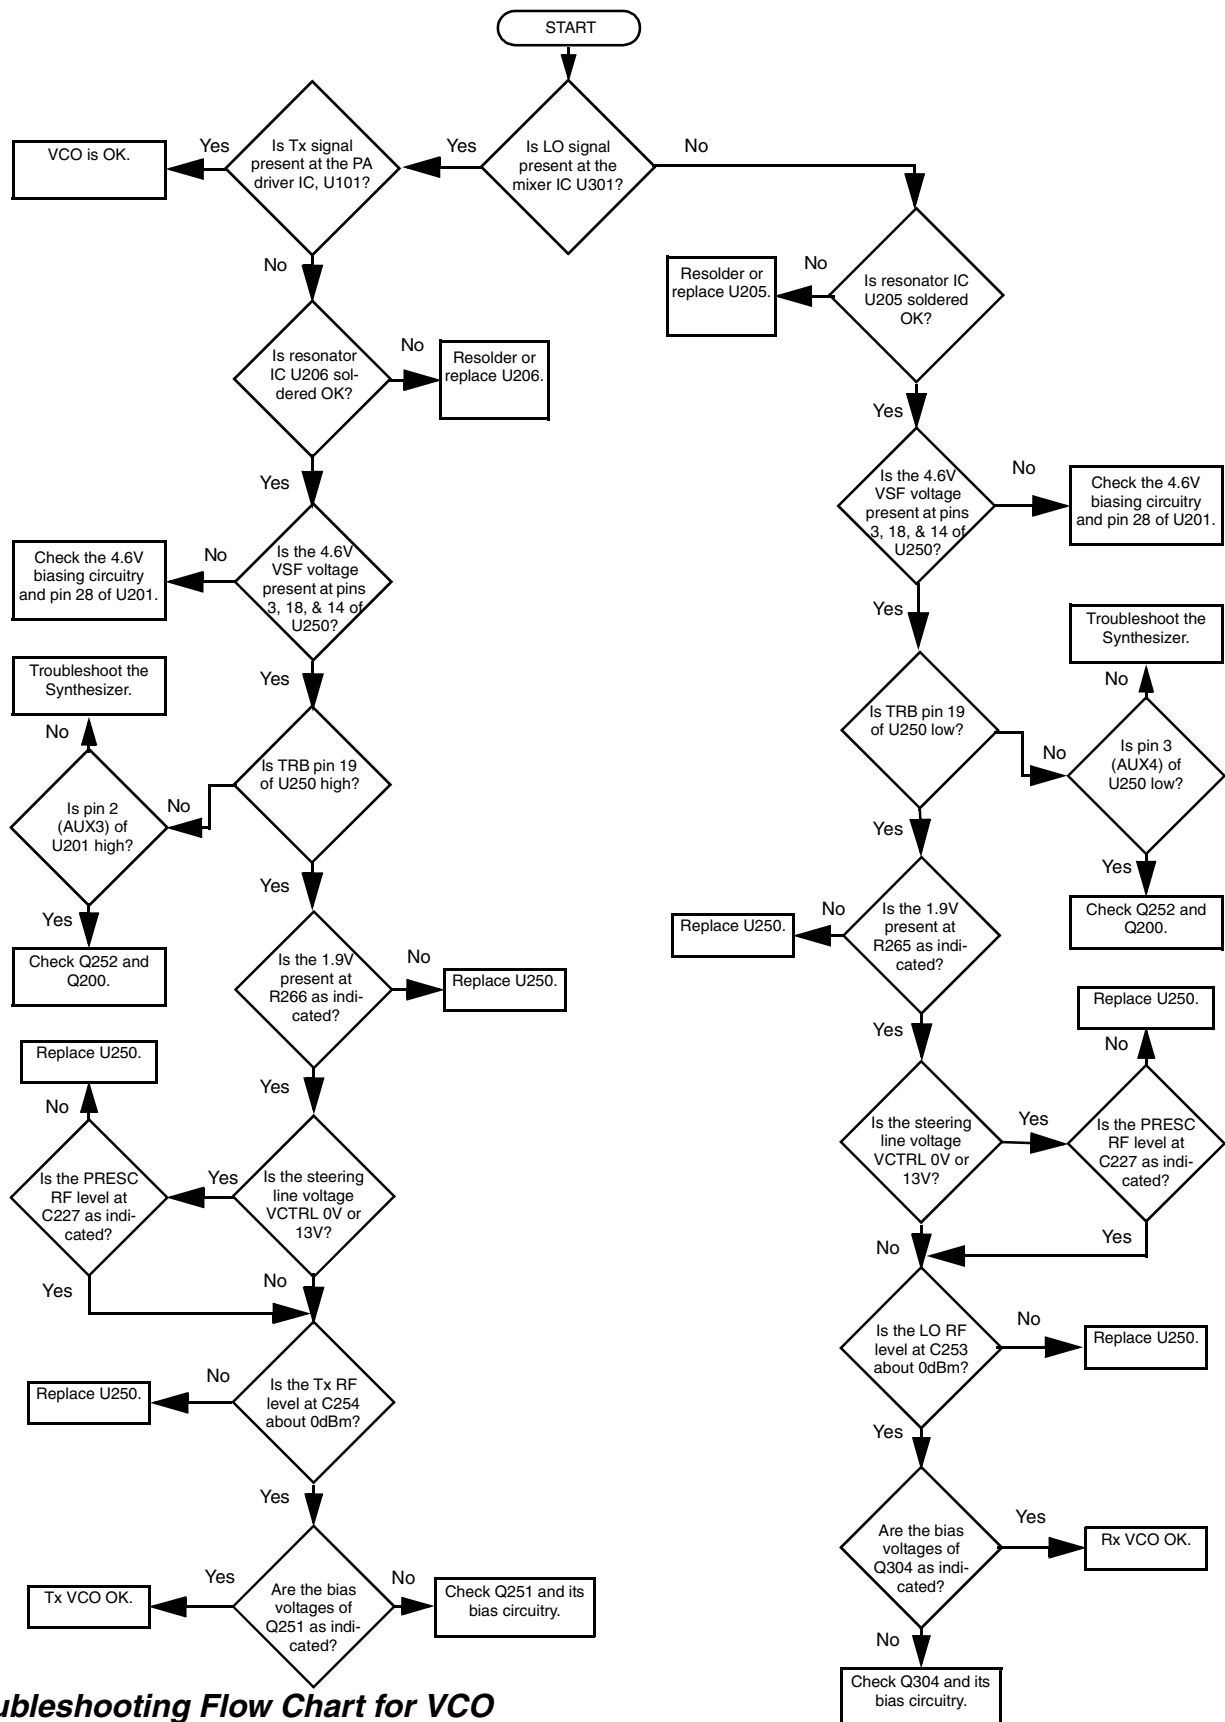 START
Is LO signal
present at the
mixer IC U301?
Yes
No
Is Tx signal
present at the PA
driver IC, U101?
Yes
VCO is OK.
No
Is resonator
IC U206 sol-
dered OK?
No
Resolder or
replace U206.
Yes
Is the 4.6V
VSF voltage
present at pins
3, 18, & 14 of
U250?
No
Check the 4.6V
biasing circuitry
and pin 28 of U201.
Yes
Is TRB pin 19
of U250 high?
No
Is pin 2
(AUX3) of
U201 high?
No
Troubleshoot the
Synthesizer.
Yes
Check Q252 and
Q200.
Yes
Is the 1.9V
present at
R266 as indi-
cated?
No
Replace U250.
Yes
Is the steering
line voltage
VCTRL 0V or
13V?
Yes
Is the PRESC
RF level at
C227 as indi-
cated?
No
Replace U250.
Yes
No
Is the Tx RF
level at C254
about 0dBm?
No
Replace U250.
Yes
Are the bias
voltages of
Q251 as indi-
cated?
Yes
Tx VCO OK.
No
Check Q251 and its
bias circuitry.
Is resonator IC
U205 soldered
OK?
No
Resolder or
replace U205.
Yes
Is the 4.6V
VSF voltage
present at pins
3, 18, & 14 of
U250?
No
Check the 4.6V
biasing circuitry
and pin 28 of U201.
Yes
Is TRB pin 19
of U250 low?
No
Is pin 3
(AUX4) of
U250 low?
No
Troubleshoot the
Synthesizer.
Yes
Check Q252 and
Q200.
Yes
Is the 1.9V
present at
R265 as indi-
cated?
No
Replace U250.
Yes
Is the steering
line voltage
VCTRL 0V or
13V?
Yes
Is the PRESC
RF level at
C227 as indi-
cated?
No
Replace U250.
Yes
No
Is the LO RF
level at C253
about 0dBm?
No
Replace U250.
Yes
Are the bias
voltages of
Q304 as indi-
cated?
Yes
Rx VCO OK.
No
Check Q304 and its
bias circuitry.
ubleshooting Flow Chart for VCO